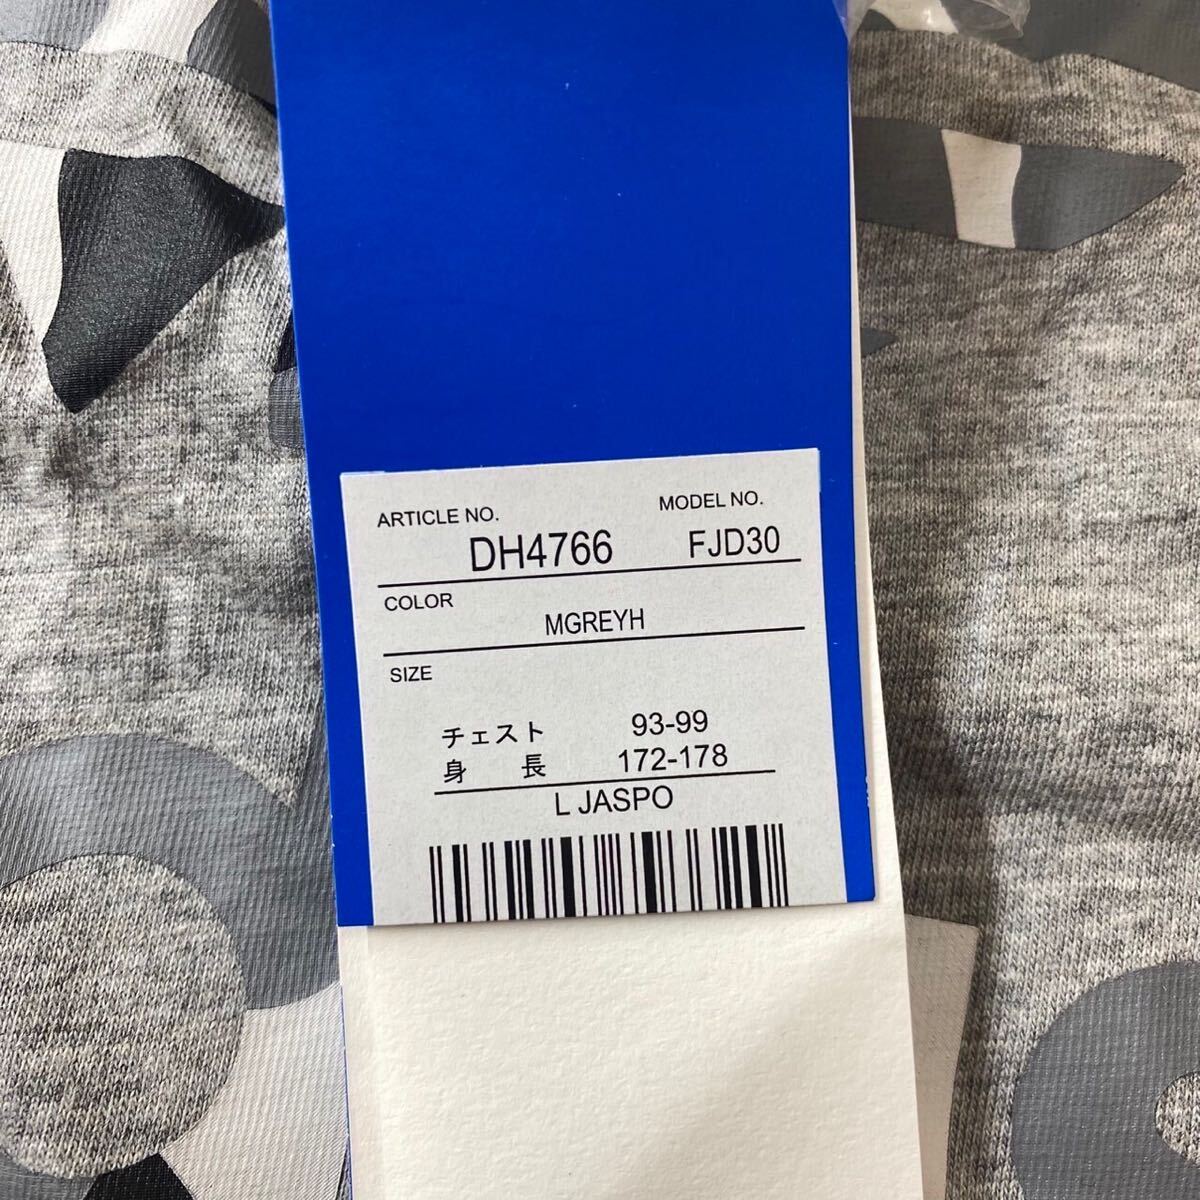 ARTICLE NO. MODEL NO.
DH4766 FJD30
COLOR
MGREYH
SIZE
チェスト 93-99
身長 172-178
L JASPO